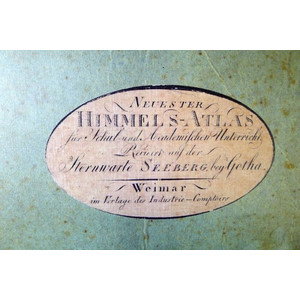 NEUESTER
HIMMELS-ATLAS
für Schul und Academischen Unterricht,
Revidirt auf der
Sternwarte SEEBERG, bey Gotha.
Weimar
im Verlage des Industrie-Comptoirs